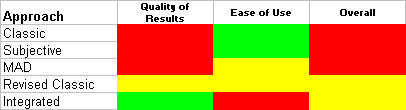 Approach Quality of Results Ease of Use Overall
Classic
Subjective
MAD
Revised Classic
Integrated